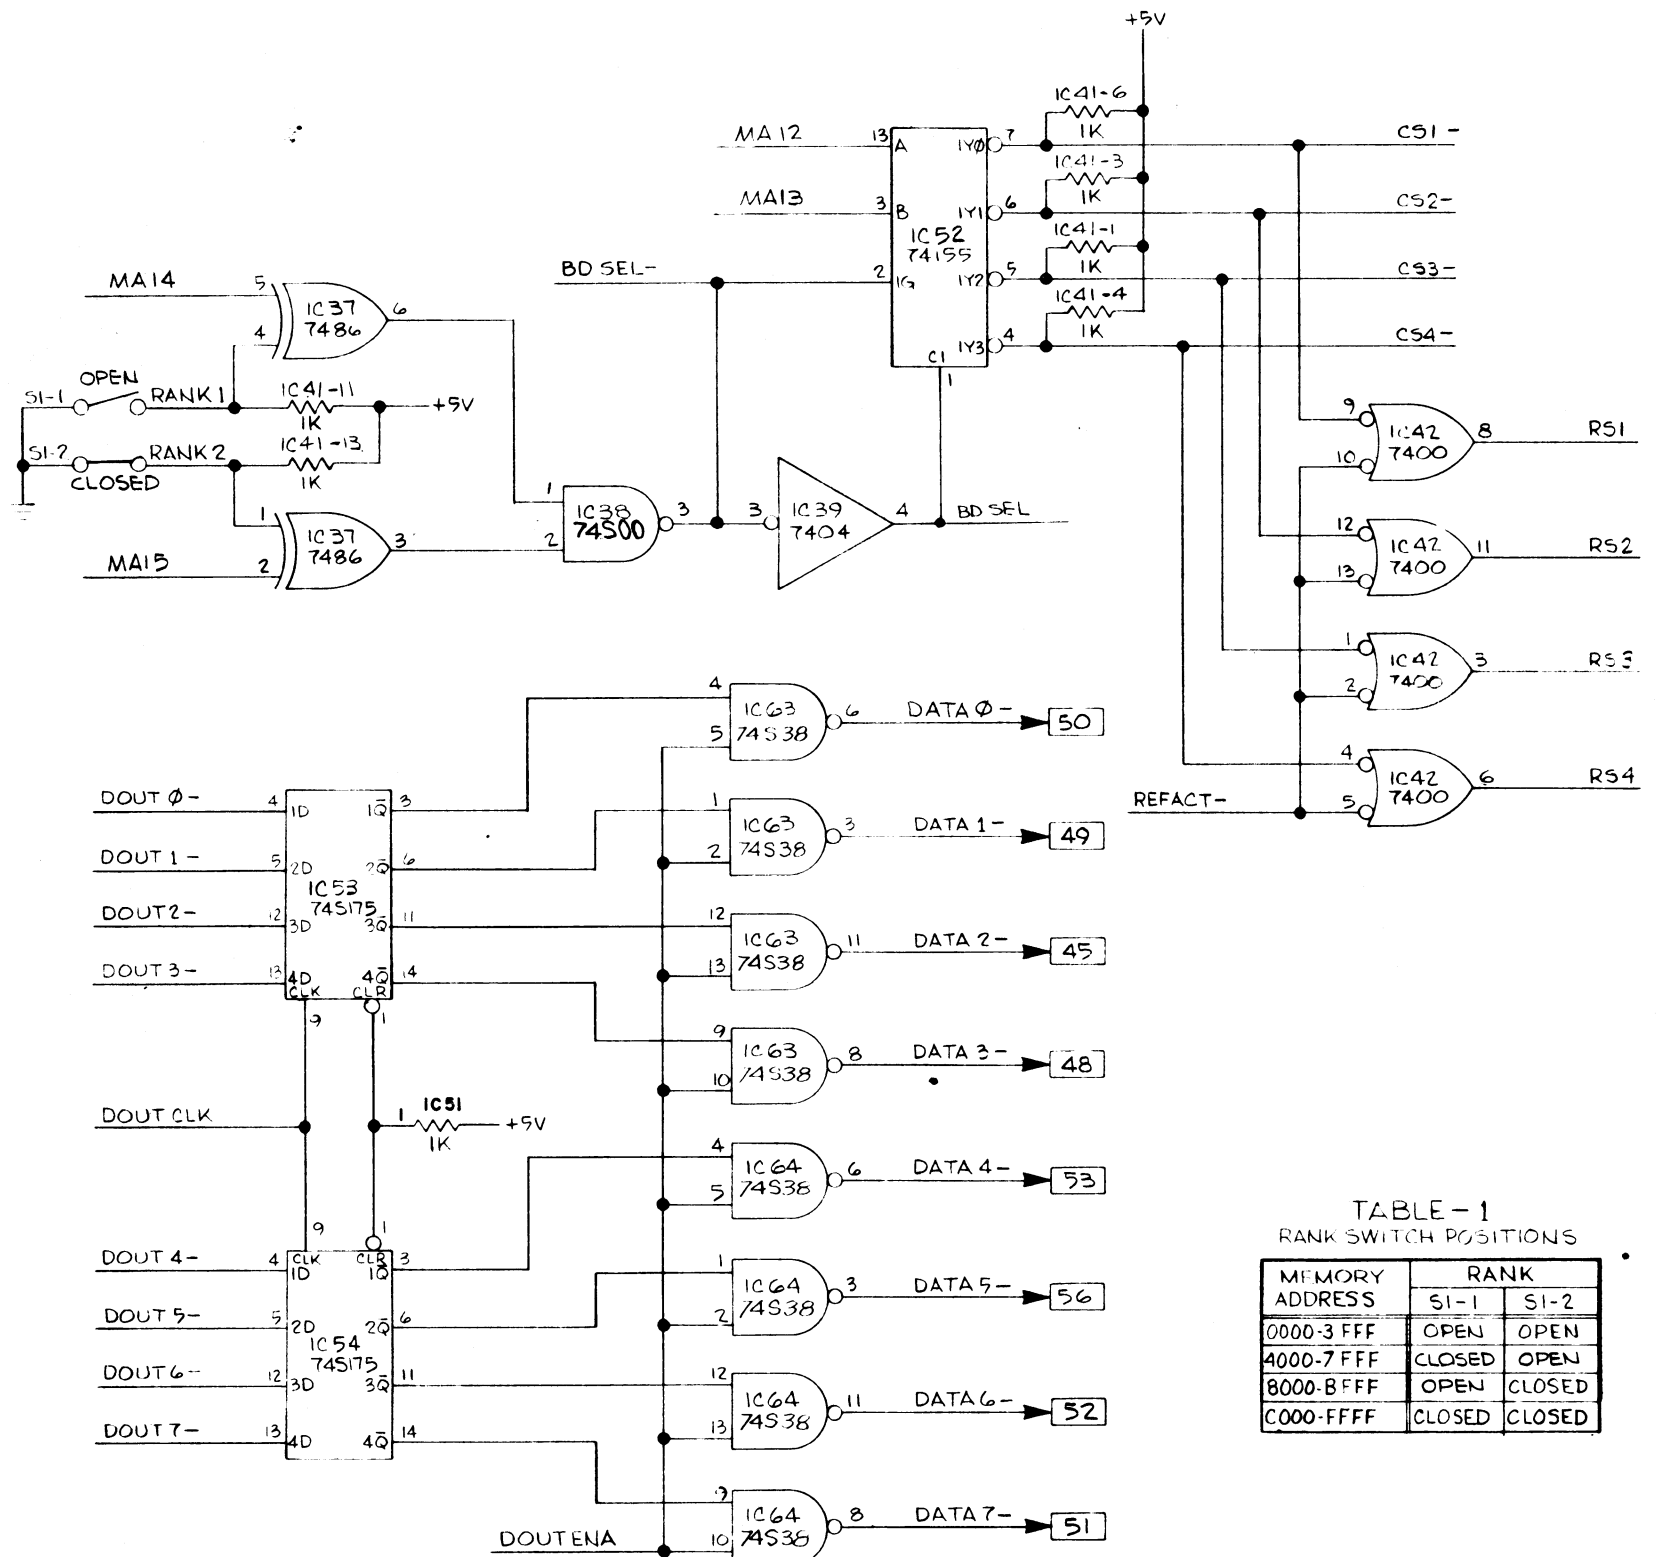 +5V
IC41-6
1K
MA12
13
A
1Y0
7
CS1-
IC41-3
1K
MA13
3
B
1Y1
6
CS2-
IC52
74155
IC41-1
1K
BD SEL-
2
1G
1Y2
5
CS3-
IC41-4
1K
1Y3
4
CS4-
C1
1
MA14
5
IC37
7486
6
4
OPEN
S1-1
RANK 1
IC41-11
1K
+5V
IC41-13
1K
S1-2
RANK 2
CLOSED
1
IC37
7486
3
MA15
2
1
IC38
74S00
3
2
3
IC39
7404
4
BD SEL
9
IC42
7400
8
RS1
10
12
IC42
7400
11
RS2
13
1
IC42
7400
3
RS3
2
4
IC42
7400
6
RS4
REFACT-
5
DOUT Ø-
4
1D
1Q̅
3
DOUT 1-
5
2D
2Q̅
6
IC53
74S175
DOUT2-
12
3D
3Q̅
11
DOUT 3-
13
4D
4Q̅
14
CLK
CLR
9
1
DOUT CLK
1
IC51
1K
+5V
9
1
DOUT 4-
4
CLK
CLR
3
1D
1Q̅
DOUT 5-
5
2D
2Q̅
6
IC54
74S175
DOUT6-
12
3D
3Q̅
11
DOUT 7-
13
4D
4Q̅
14
4
IC63
74S38
6
DATA Ø-
50
5
1
IC63
74S38
3
DATA 1-
49
2
12
IC63
74S38
11
DATA 2-
45
13
9
IC63
74S38
8
DATA 3-
48
10
4
IC64
74S38
6
DATA 4-
53
5
1
IC64
74S38
3
DATA 5-
56
2
12
IC64
74S38
11
DATA6-
52
13
9
IC64
74S38
8
DATA 7-
51
DOUTENA
10
TABLE-1
RANK SWITCH POSITIONS
MEMORY ADDRESS RANK
S1-1 S1-2
0000-3FFF OPEN OPEN
4000-7FFF CLOSED OPEN
8000-BFFF OPEN CLOSED
C000-FFFF CLOSED CLOSED